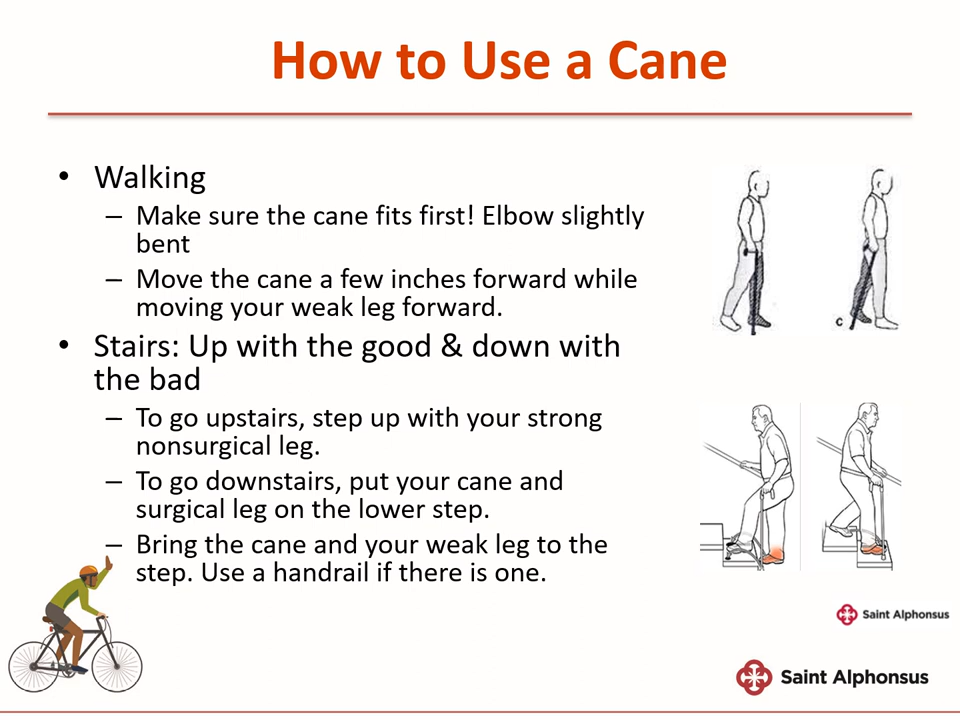 How to Use a Cane
• Walking
– Make sure the cane fits first! Elbow slightly
bent
– Move the cane a few inches forward while
moving your weak leg forward.
• Stairs: Up with the good & down with
the bad
– To go upstairs, step up with your strong
nonsurgical leg.
– To go downstairs, put your cane and
surgical leg on the lower step.
– Bring the cane and your weak leg to the
step. Use a handrail if there is one.
C
Saint Alphonsus
Saint Alphonsus